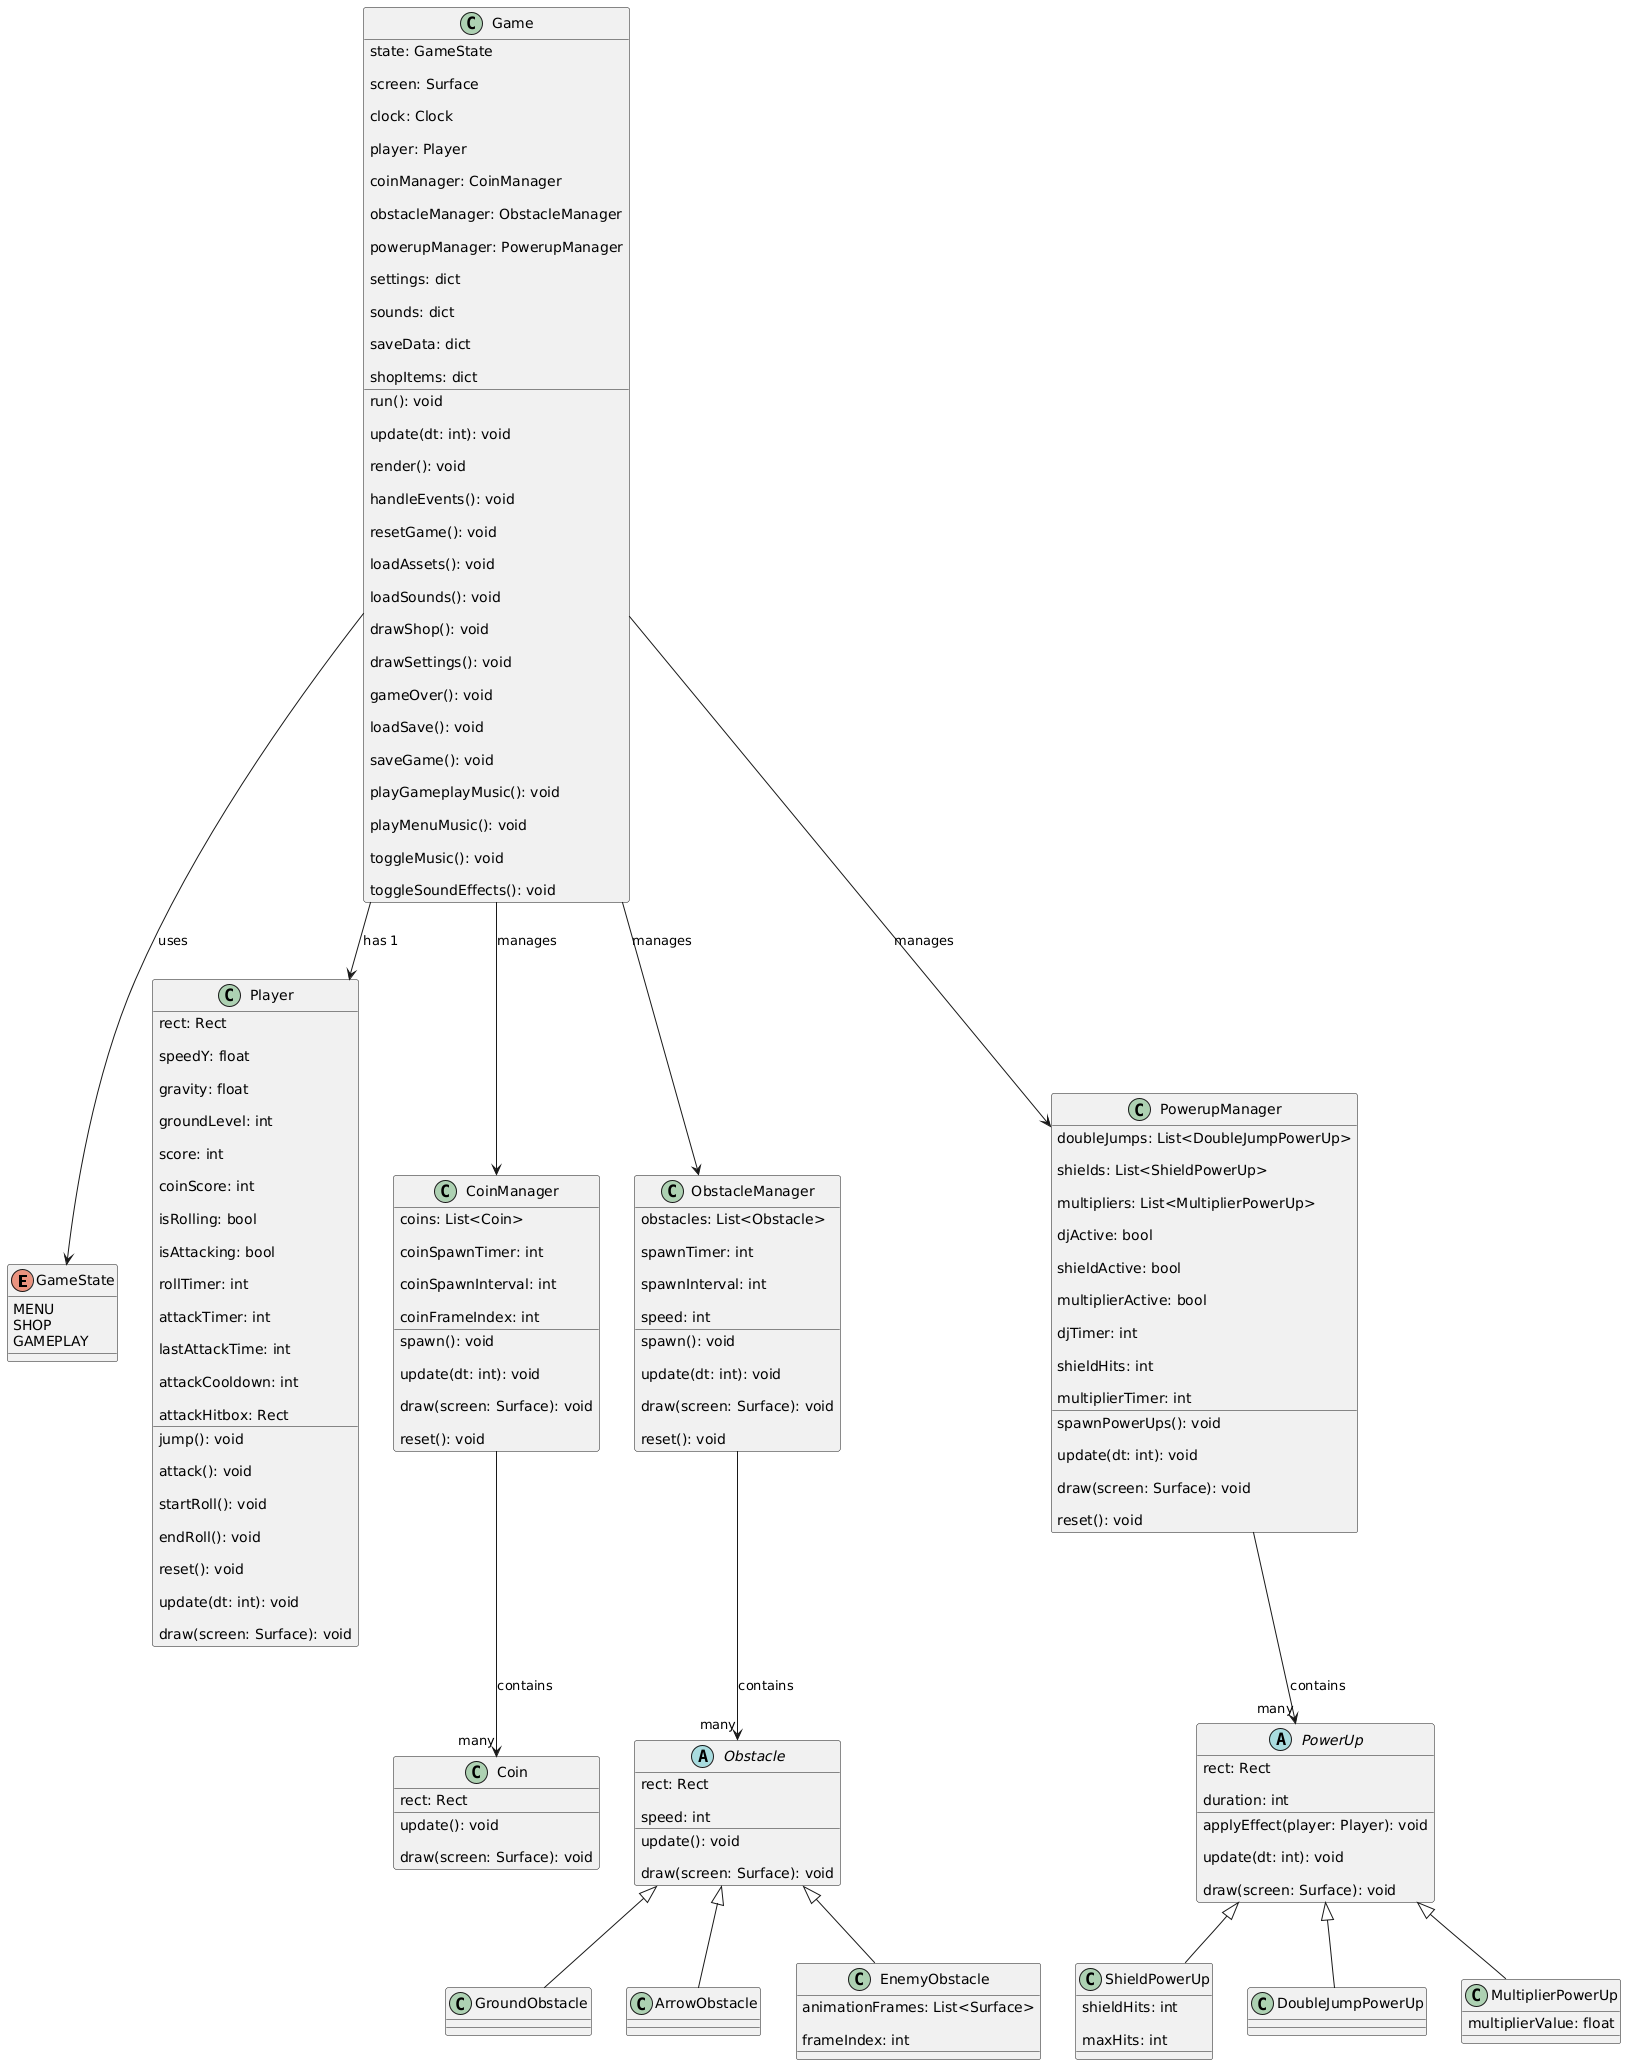 C Game
state: GameState
screen: Surface
clock: Clock
player: Player
coinManager: CoinManager
obstacleManager: ObstacleManager
powerupManager: PowerupManager
settings: dict
sounds: dict
saveData: dict
shopItems: dict
run(): void
update(dt: int): void
render(): void
handleEvents(): void
resetGame(): void
loadAssets(): void
loadSounds(): void
drawShop(): void
drawSettings(): void
gameOver(): void
loadSave(): void
saveGame(): void
playGameplayMusic(): void
playMenuMusic(): void
toggleMusic(): void
toggleSoundEffects(): void
uses
has 1
manages
manages
manages
C Player
rect: Rect
speedY: float
gravity: float
groundLevel: int
score: int
coinScore: int
isRolling: bool
isAttacking: bool
rollTimer: int
attackTimer: int
lastAttackTime: int
attackCooldown: int
attackHitbox: Rect
jump(): void
attack(): void
startRoll(): void
endRoll(): void
reset(): void
update(dt: int): void
draw(screen: Surface): void
E GameState
MENU
SHOP
GAMEPLAY
C CoinManager
coins: List<Coin>
coinSpawnTimer: int
coinSpawnInterval: int
coinFrameIndex: int
spawn(): void
update(dt: int): void
draw(screen: Surface): void
reset(): void
C ObstacleManager
obstacles: List<Obstacle>
spawnTimer: int
spawnInterval: int
speed: int
spawn(): void
update(dt: int): void
draw(screen: Surface): void
reset(): void
C PowerupManager
doubleJumps: List<DoubleJumpPowerUp>
shields: List<ShieldPowerUp>
multipliers: List<MultiplierPowerUp>
djActive: bool
shieldActive: bool
multiplierActive: bool
djTimer: int
shieldHits: int
multiplierTimer: int
spawnPowerUps(): void
update(dt: int): void
draw(screen: Surface): void
reset(): void
contains
many
contains
many
contains
many
C Coin
rect: Rect
update(): void
draw(screen: Surface): void
A Obstacle
rect: Rect
speed: int
update(): void
draw(screen: Surface): void
A PowerUp
rect: Rect
duration: int
applyEffect(player: Player): void
update(dt: int): void
draw(screen: Surface): void
C GroundObstacle
C ArrowObstacle
C EnemyObstacle
animationFrames: List<Surface>
frameIndex: int
C ShieldPowerUp
shieldHits: int
maxHits: int
C DoubleJumpPowerUp
C MultiplierPowerUp
multiplierValue: float